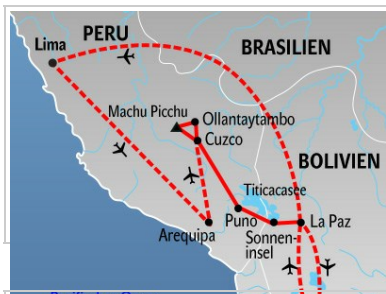 PERU
Lima
BRASILIEN
Machu Picchu
Ollantaytambo
Cuzco
BOLIVIEN
Titicacasee
Puno
La Paz
Arequipa
Sonnen-
insel